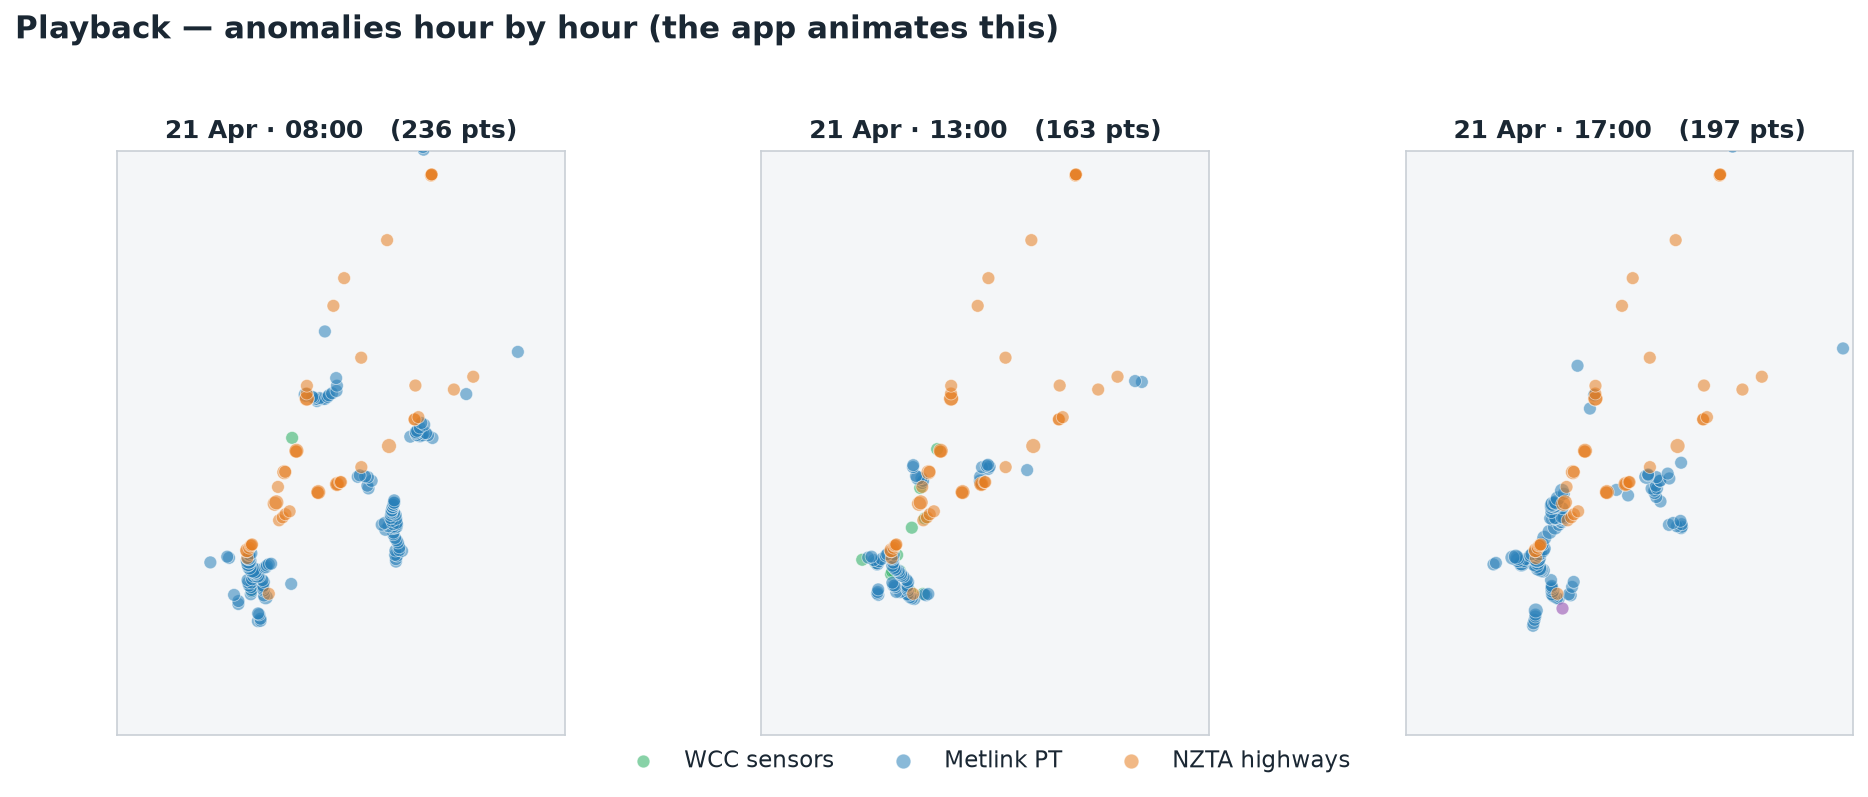 Playback — anomalies hour by hour (the app animates this)
21 Apr · 08:00 (236 pts)
21 Apr · 13:00 (163 pts)
21 Apr · 17:00 (197 pts)
WCC sensors
Metlink PT
NZTA highways